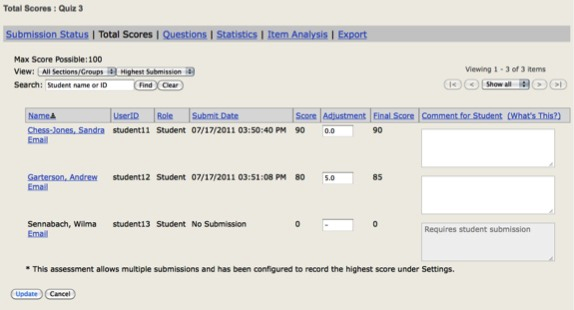 Total Scores : Quiz 3
Submission Status | Total Scores | Questions | Statistics | Item Analysis | Export
Max Score Possible:100
View: All Sections/Groups Highest Submission
Viewing 1 - 3 of 3 items
Search: Student name or ID Find Clear
|< < Show all > >|
Name UserID Role Submit Date Score Adjustment Final Score Comment for Student (What's This?)
Chess-Jones, Sandra student11 Student 07/17/2011 03:50:40 PM 90 0.0 90
Email
Garterson, Andrew student12 Student 07/17/2011 03:51:08 PM 80 5.0 85
Email
Sennabach, Wilma student13 Student No Submission 0 - 0 Requires student submission
Email
* This assessment allows multiple submissions and has been configured to record the highest score under Settings.
Update Cancel